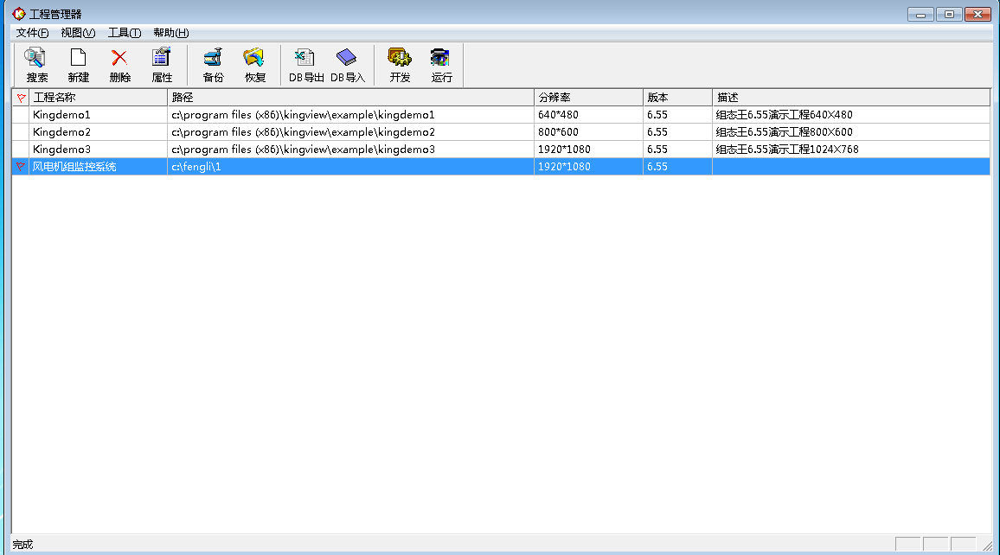 工程管理器
文件(F) 视图(V) 工具(T) 帮助(H)
搜索 新建 删除 属性 备份 恢复 DB导出 DB导入 开发 运行
工程名称 路径 分辨率 版本 描述
Kingdemo1 c:\program files (x86)\kingview\example\kingdemo1 640*480 6.55 组态王6.55演示工程640X480
Kingdemo2 c:\program files (x86)\kingview\example\kingdemo2 800*600 6.55 组态王6.55演示工程800X600
Kingdemo3 c:\program files (x86)\kingview\example\kingdemo3 1920*1080 6.55 组态王6.55演示工程1024X768
风电机组监控系统 c:\fengli\1 1920*1080 6.55
完成